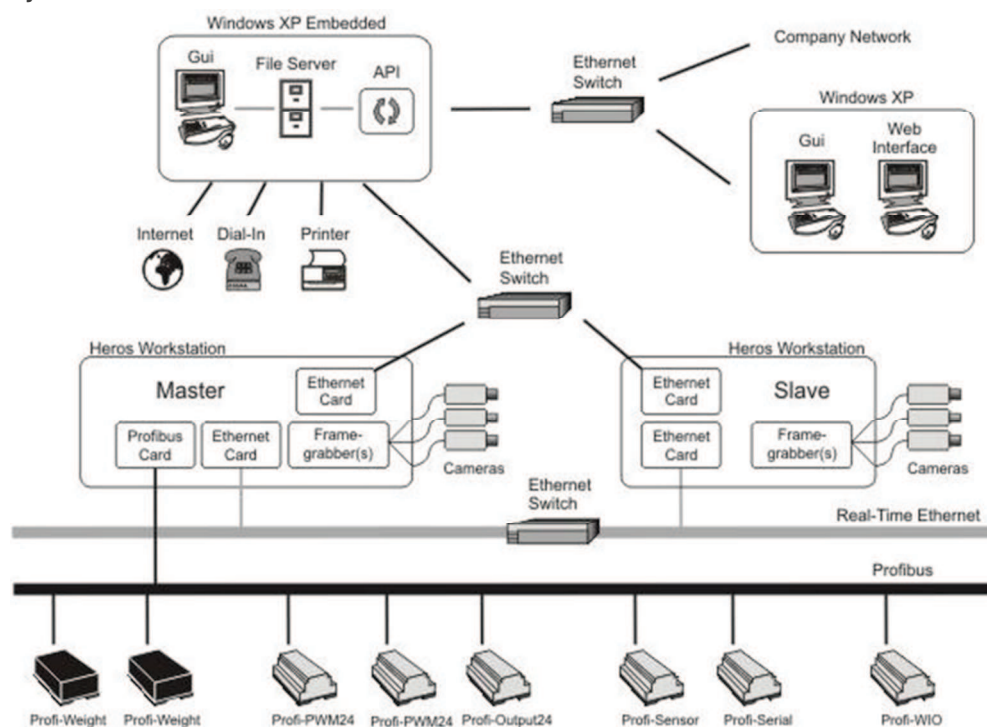 Windows XP Embedded
Gui
File Server
API
Ethernet
Switch
Company Network
Windows XP
Gui
Web
Interface
Internet
Dial-In
Printer
Ethernet
Switch
Heros Workstation
Master
Ethernet
Card
Profibus
Card
Ethernet
Card
Frame-
grabber(s)
Cameras
Heros Workstation
Ethernet
Card
Slave
Ethernet
Card
Frame-
grabber(s)
Cameras
Ethernet
Switch
Real-Time Ethernet
Profibus
Profi-Weight
Profi-Weight
Profi-PWM24
Profi-PWM24
Profi-Output24
Profi-Sensor
Profi-Serial
Profi-WIO